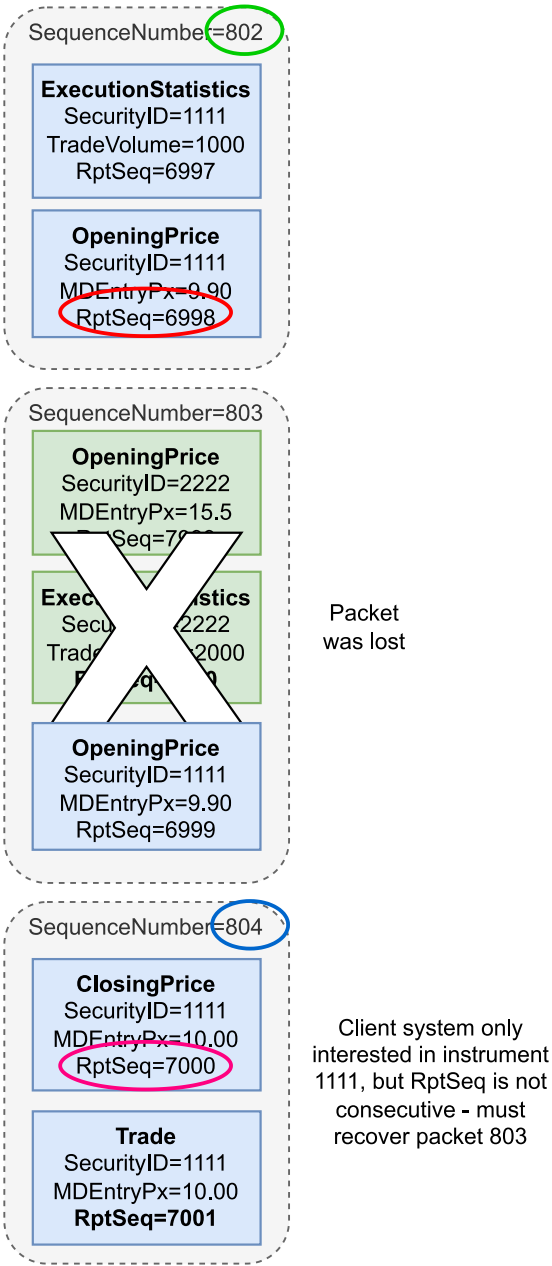 SequenceNumber=802
ExecutionStatistics
SecurityID=1111
TradeVolume=1000
RptSeq=6997
OpeningPrice
SecurityID=1111
MDEntryPx=9.90
RptSeq=6998
SequenceNumber=803
OpeningPrice
SecurityID=2222
MDEntryPx=15.5
OpeningPrice
SecurityID=1111
MDEntryPx=9.90
RptSeq=6999
Packet
was lost
SequenceNumber=804
ClosingPrice
SecurityID=1111
MDEntryPx=10.00
RptSeq=7000
Trade
SecurityID=1111
MDEntryPx=10.00
RptSeq=7001
Client system only
interested in instrument
1111, but RptSeq is not
consecutive - must
recover packet 803